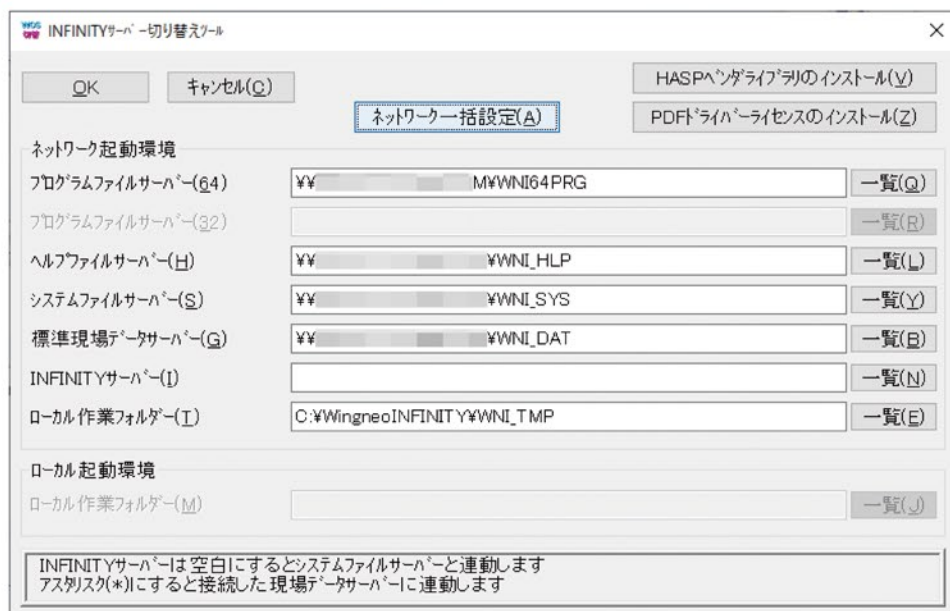 INFINITYｻｰﾊﾞｰ切り替えﾂｰﾙ
OK
ｷｬﾝｾﾙ(C)
HASPﾍﾞﾝﾀﾞﾗｲﾌﾞﾗﾘのｲﾝｽﾄｰﾙ(V)
ﾈｯﾄﾜｰｸ一括設定(A)
PDFﾄﾞﾗｲﾊﾞｰﾗｲｾﾝｽのｲﾝｽﾄｰﾙ(Z)
ﾈｯﾄﾜｰｸ起動環境
ﾌﾟﾛｸﾞﾗﾑﾌｧｲﾙｻｰﾊﾞｰ(64) ¥¥ M¥WNI64PRG 一覧(Q)
ﾌﾟﾛｸﾞﾗﾑﾌｧｲﾙｻｰﾊﾞｰ(32) 一覧(R)
ﾍﾙﾌﾟﾌｧｲﾙｻｰﾊﾞｰ(H) ¥¥ ¥WNI_HLP 一覧(L)
ｼｽﾃﾑﾌｧｲﾙｻｰﾊﾞｰ(S) ¥¥ ¥WNI_SYS 一覧(Y)
標準現場ﾃﾞｰﾀｻｰﾊﾞｰ(G) ¥¥ ¥WNI_DAT 一覧(B)
INFINITYｻｰﾊﾞｰ(I) 一覧(N)
ﾛｰｶﾙ作業ﾌｫﾙﾀﾞｰ(T) C:¥WingneoINFINITY¥WNI_TMP 一覧(E)
ﾛｰｶﾙ起動環境
ﾛｰｶﾙ作業ﾌｫﾙﾀﾞｰ(M) 一覧(J)
INFINITYｻｰﾊﾞｰは空白にするとｼｽﾃﾑﾌｧｲﾙｻｰﾊﾞｰと連動します
ｱｽﾀﾘｽｸ(*)にすると接続した現場ﾃﾞｰﾀｻｰﾊﾞｰに連動します